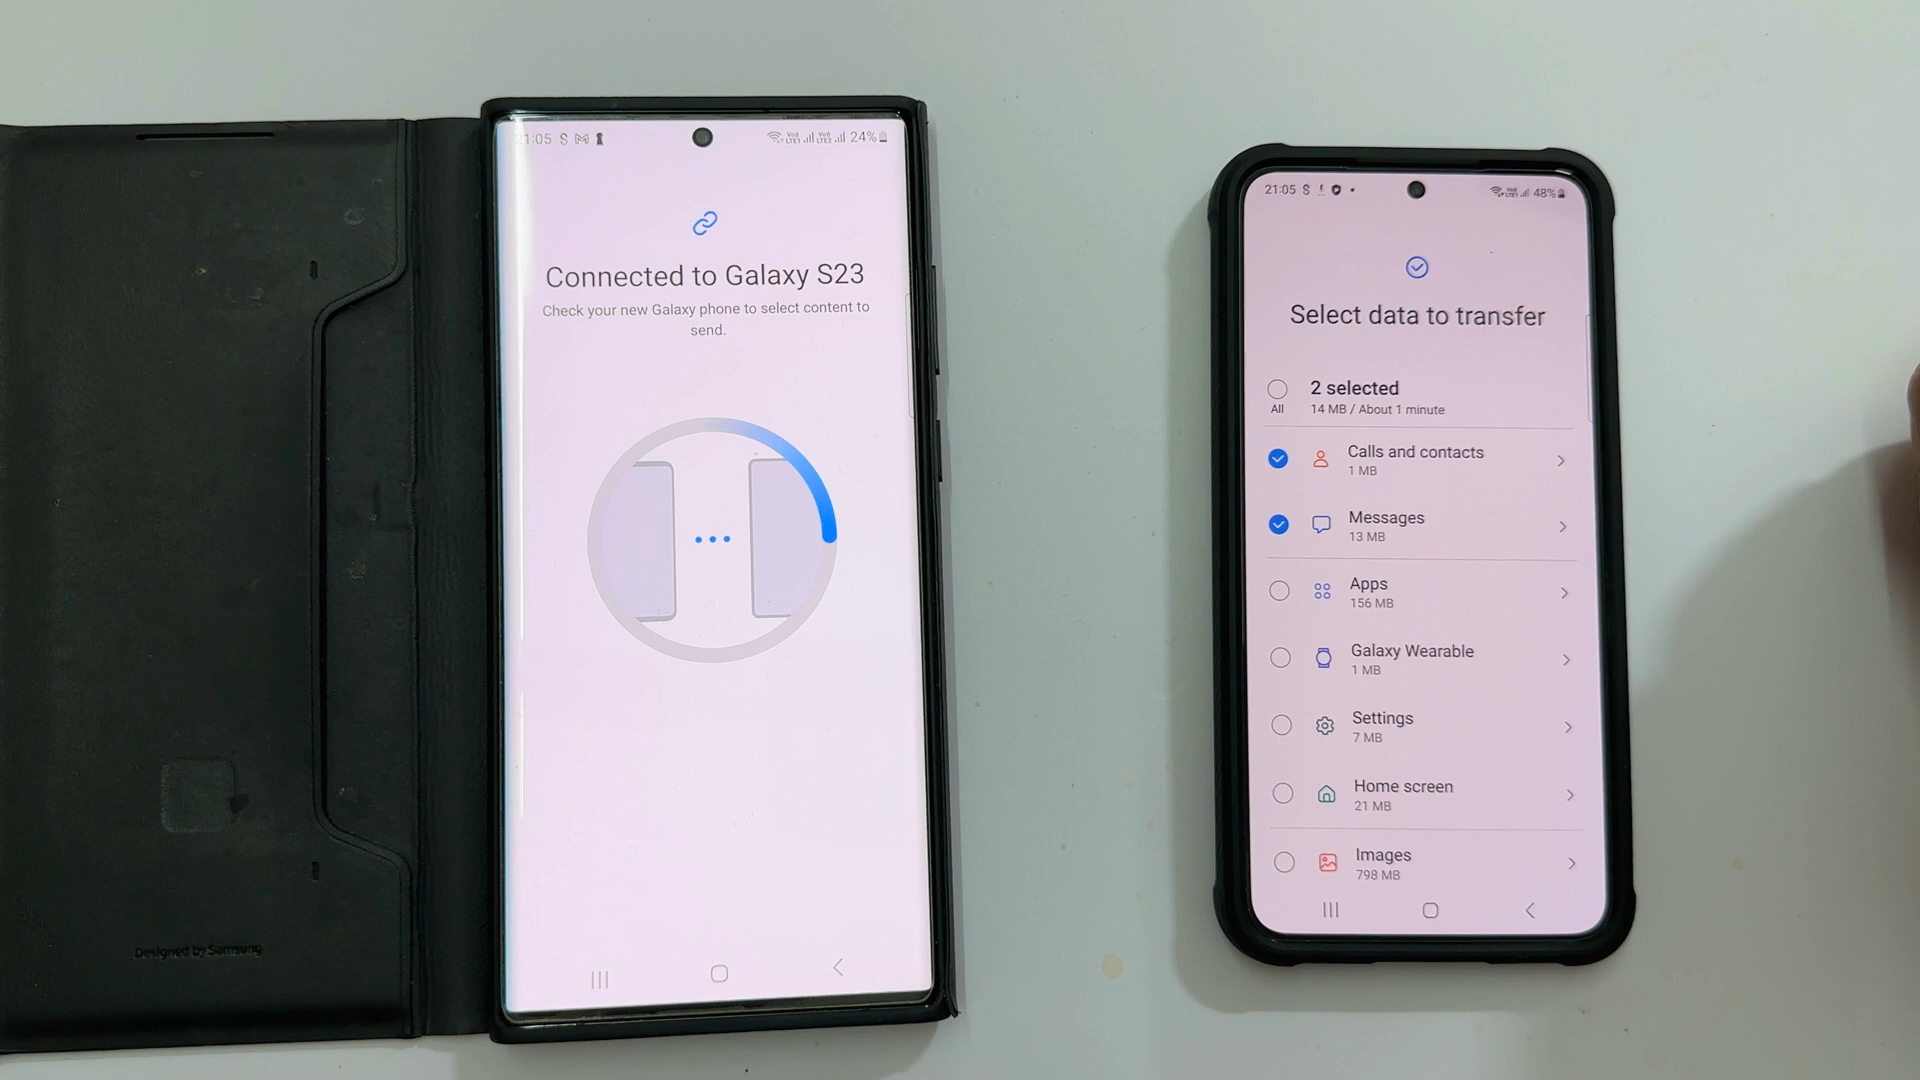 Designed by Samsung
21:05
24%
Connected to Galaxy S23
Check your new Galaxy phone to select content to
send.
21:05
48%
Select data to transfer
All
2 selected
14 MB / About 1 minute
Calls and contacts
1 MB
Messages
13 MB
Apps
156 MB
Galaxy Wearable
1 MB
Settings
7 MB
Home screen
21 MB
Images
798 MB